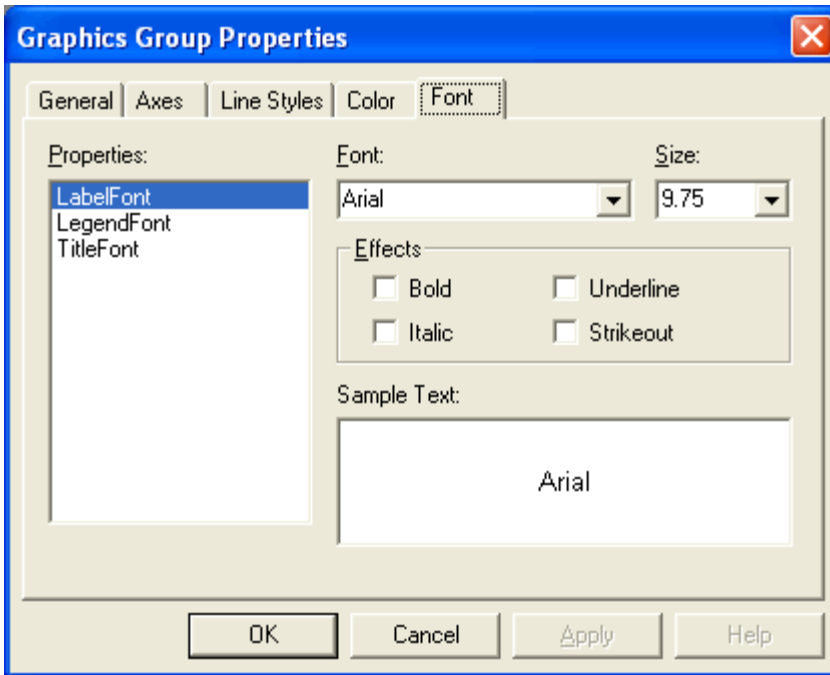 Graphics Group Properties
General Axes Line Styles Color Font
Properties:
LabelFont
LegendFont
TitleFont
Font:
Arial
Size:
9.75
Effects
Bold
Underline
Italic
Strikeout
Sample Text:
Arial
OK Cancel Apply Help